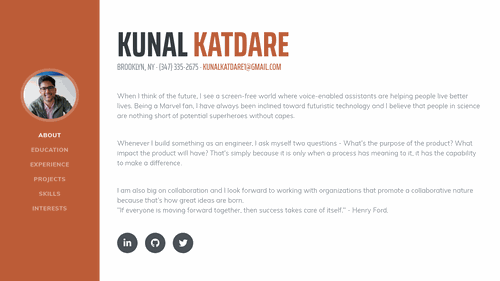 KUNAL KATDARE
BROOKLYN, NY · (347) 335-2675 · KUNALKATDARE1@GMAIL.COM
ABOUT
EDUCATION
EXPERIENCE
PROJECTS
SKILLS
INTERESTS
When I think of the future, I see a screen-free world where voice-enabled assistants are helping people live better
lives. Being a Marvel fan, I have always been inclined toward futuristic technology and I believe that people in science
are nothing short of potential superheroes without capes.
Whenever I build something as an engineer, I ask myself two questions - What's the purpose of the product? What
impact the product will have? That's simply because it is only when a process has meaning to it, it has the capability
to make a difference.
I am also big on collaboration and I look forward to working with organizations that promote a collaborative nature
because that's how great ideas are born.
"If everyone is moving forward together, then success takes care of itself." - Henry Ford.
in